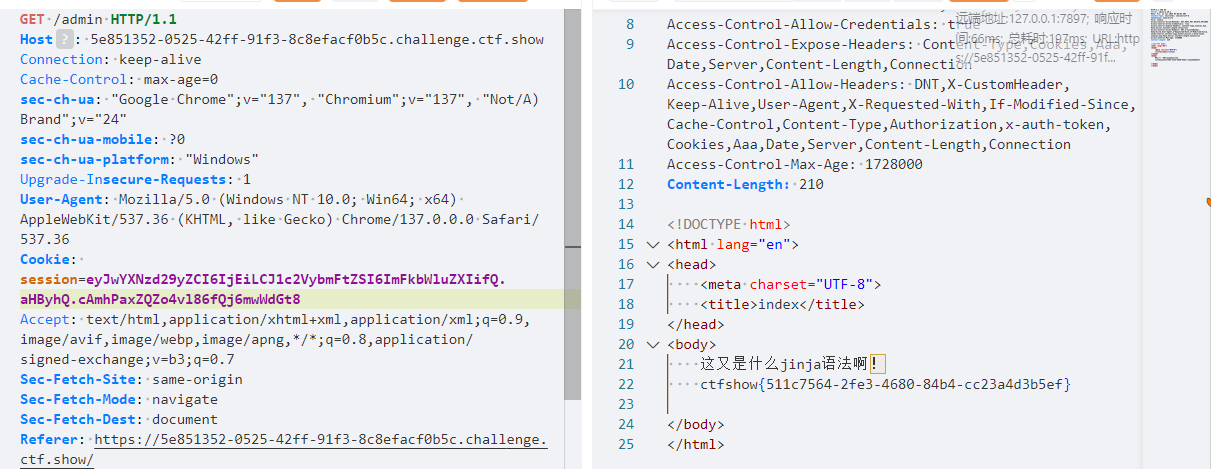 GET /admin HTTP/1.1
Host ? : 5e851352-0525-42ff-91f3-8c8efacf0b5c.challenge.ctf.show
Connection: keep-alive
Cache-Control: max-age=0
sec-ch-ua: "Google Chrome";v="137", "Chromium";v="137", "Not/A)
Brand";v="24"
sec-ch-ua-mobile: ?0
sec-ch-ua-platform: "Windows"
Upgrade-Insecure-Requests: 1
User-Agent: Mozilla/5.0 (Windows NT 10.0; Win64; x64)
AppleWebKit/537.36 (KHTML, like Gecko) Chrome/137.0.0.0 Safari/
537.36
Cookie:
session=eyJwYXNzd29yZCI6IjEiLCJ1c2VybmFtZSI6ImFkbWluZXIifQ.
aHByhQ.cAmhPaxZQZo4vl86fQj6mwWdGt8
Accept: text/html,application/xhtml+xml,application/xml;q=0.9,
image/avif,image/webp,image/apng,*/*;q=0.8,application/
signed-exchange;v=b3;q=0.7
Sec-Fetch-Site: same-origin
Sec-Fetch-Mode: navigate
Sec-Fetch-Dest: document
Referer: https://5e851352-0525-42ff-91f3-8c8efacf0b5c.challenge.
ctf.show/
8 Access-Control-Allow-Credentials: true
9 Access-Control-Expose-Headers: Content-Type,Cookies,Aaa,
Date,Server,Content-Length,Connection
远端地址:127.0.0.1:7897; 响应时
间:66ms; 总耗时:197ms; URL:http
s://5e851352-0525-42ff-91f...
10 Access-Control-Allow-Headers: DNT,X-CustomHeader,
Keep-Alive,User-Agent,X-Requested-With,If-Modified-Since,
Cache-Control,Content-Type,Authorization,x-auth-token,
Cookies,Aaa,Date,Server,Content-Length,Connection
11 Access-Control-Max-Age: 1728000
12 Content-Length: 210
13
14 <!DOCTYPE html>
15 <html lang="en">
16 <head>
17 <meta charset="UTF-8">
18 <title>index</title>
19 </head>
20 <body>
21 这又是什么jinja语法啊！
22 ctfshow{511c7564-2fe3-4680-84b4-cc23a4d3b5ef}
23
24 </body>
25 </html>